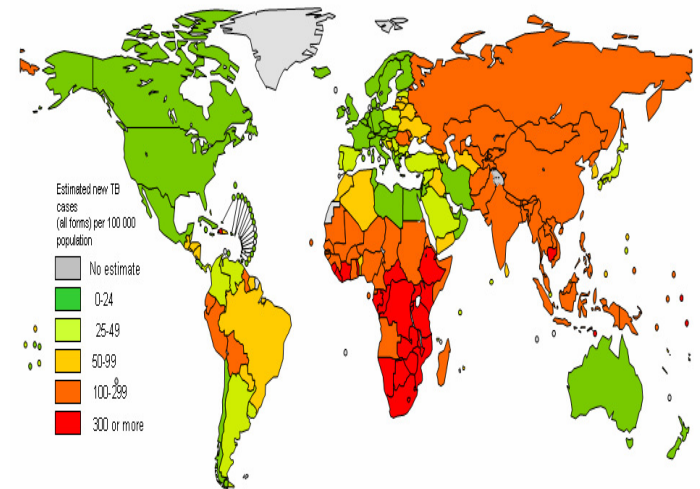 Estimated new TB
cases
(all forms) per 100 000
population
No estimate
0-24
25-49
50-99
100-299
300 or more